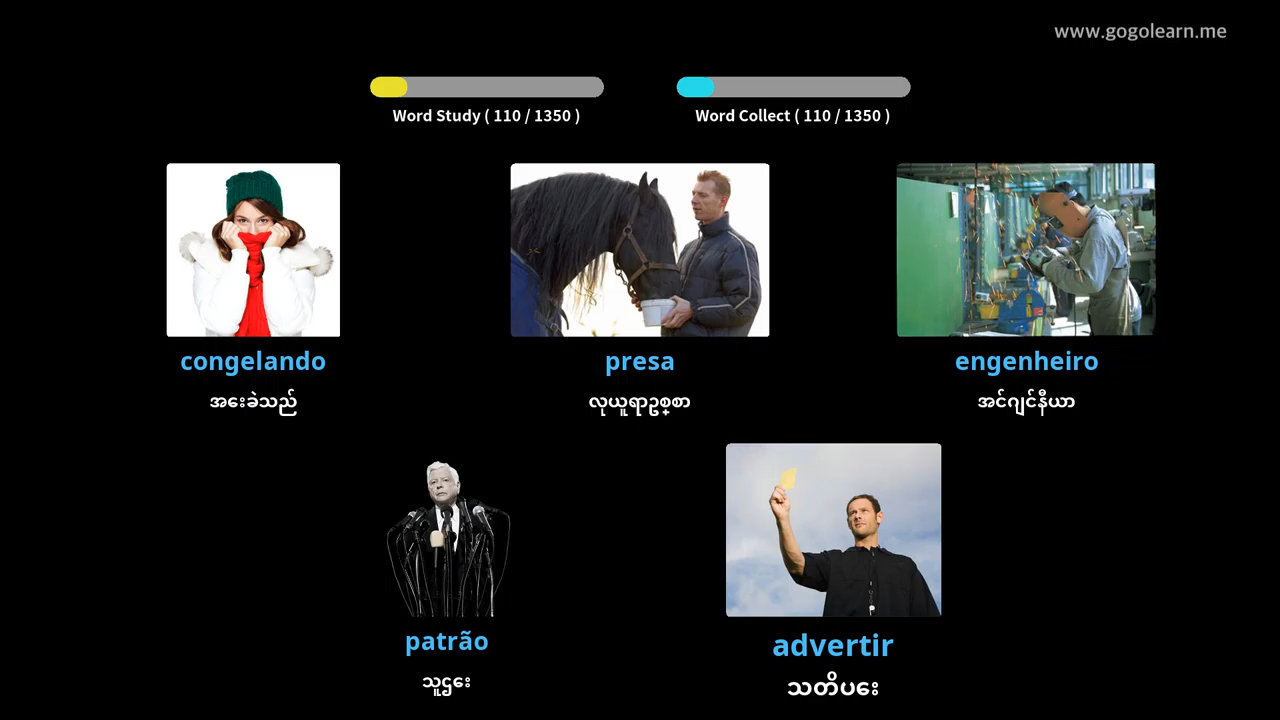 www.gogolearn.me
Word Study ( 110 / 1350 )
Word Collect ( 110 / 1350 )
congelando
presa
engenheiro
အေးခဲသည်
လုယူရာဥစ္စာ
အင်ဂျင်နီယာ
patrão
advertir
သူဌေး
သတိပေး